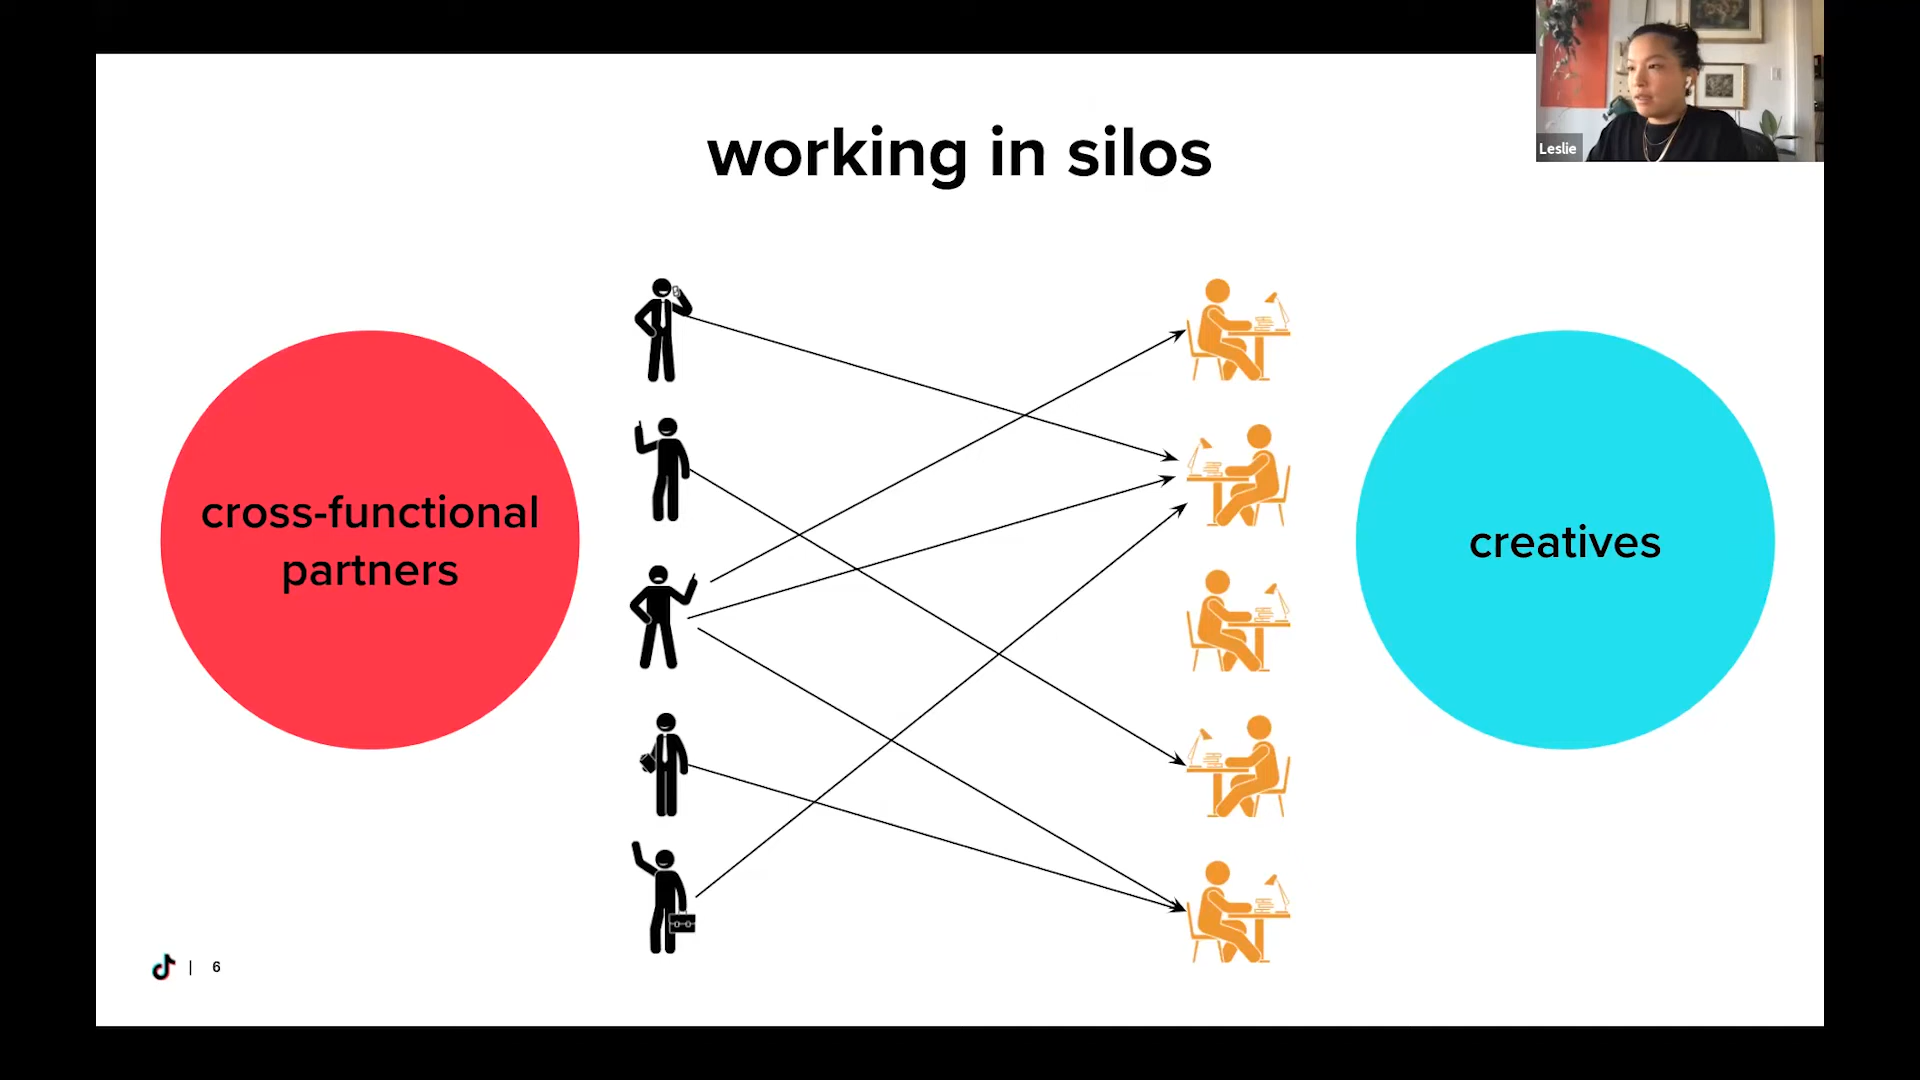 working in silos
Leslie
cross-functional
partners
creatives
| 6